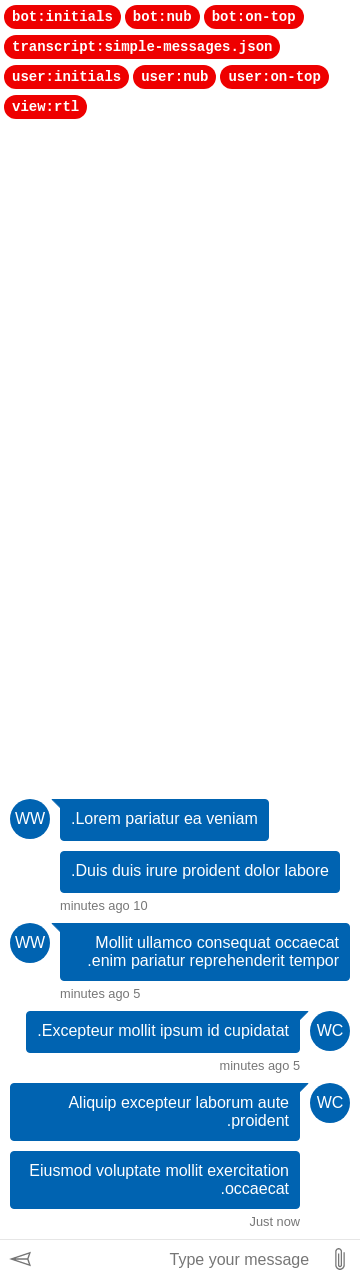 bot:initials bot:nub bot:on-top
transcript:simple-messages.json
user:initials user:nub user:on-top
view:rtl
WW .Lorem pariatur ea veniam
.Duis duis irure proident dolor labore
minutes ago 10
WW Mollit ullamco consequat occaecat
.enim pariatur reprehenderit tempor
minutes ago 5
.Excepteur mollit ipsum id cupidatat WC
minutes ago 5
Aliquip excepteur laborum aute WC
.proident
Eiusmod voluptate mollit exercitation
.occaecat
Just now
Type your message